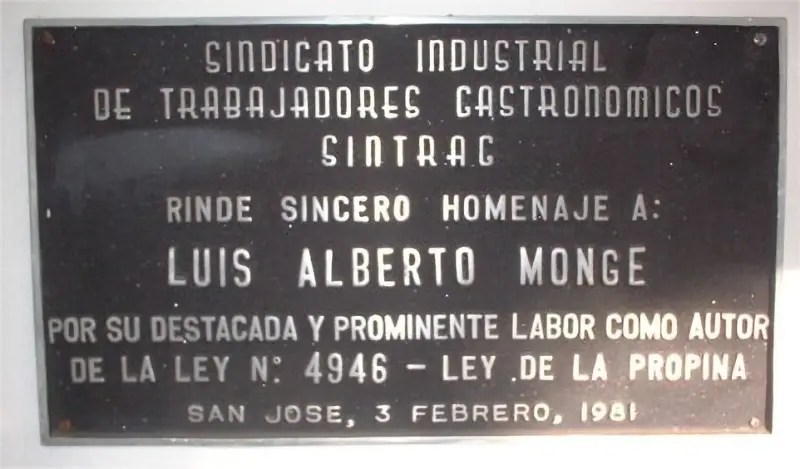 SINDICATO INDUSTRIAL
DE TRABAJADORES GASTRONOMICOS
SINTRAG
RINDE SINCERO HOMENAJE A:
LUIS ALBERTO MONGE
POR SU DESTACADA Y PROMINENTE LABOR COMO AUTOR
DE LA LEY Nº 4946 - LEY DE LA PROPINA
SAN JOSE, 3 FEBRERO, 1981